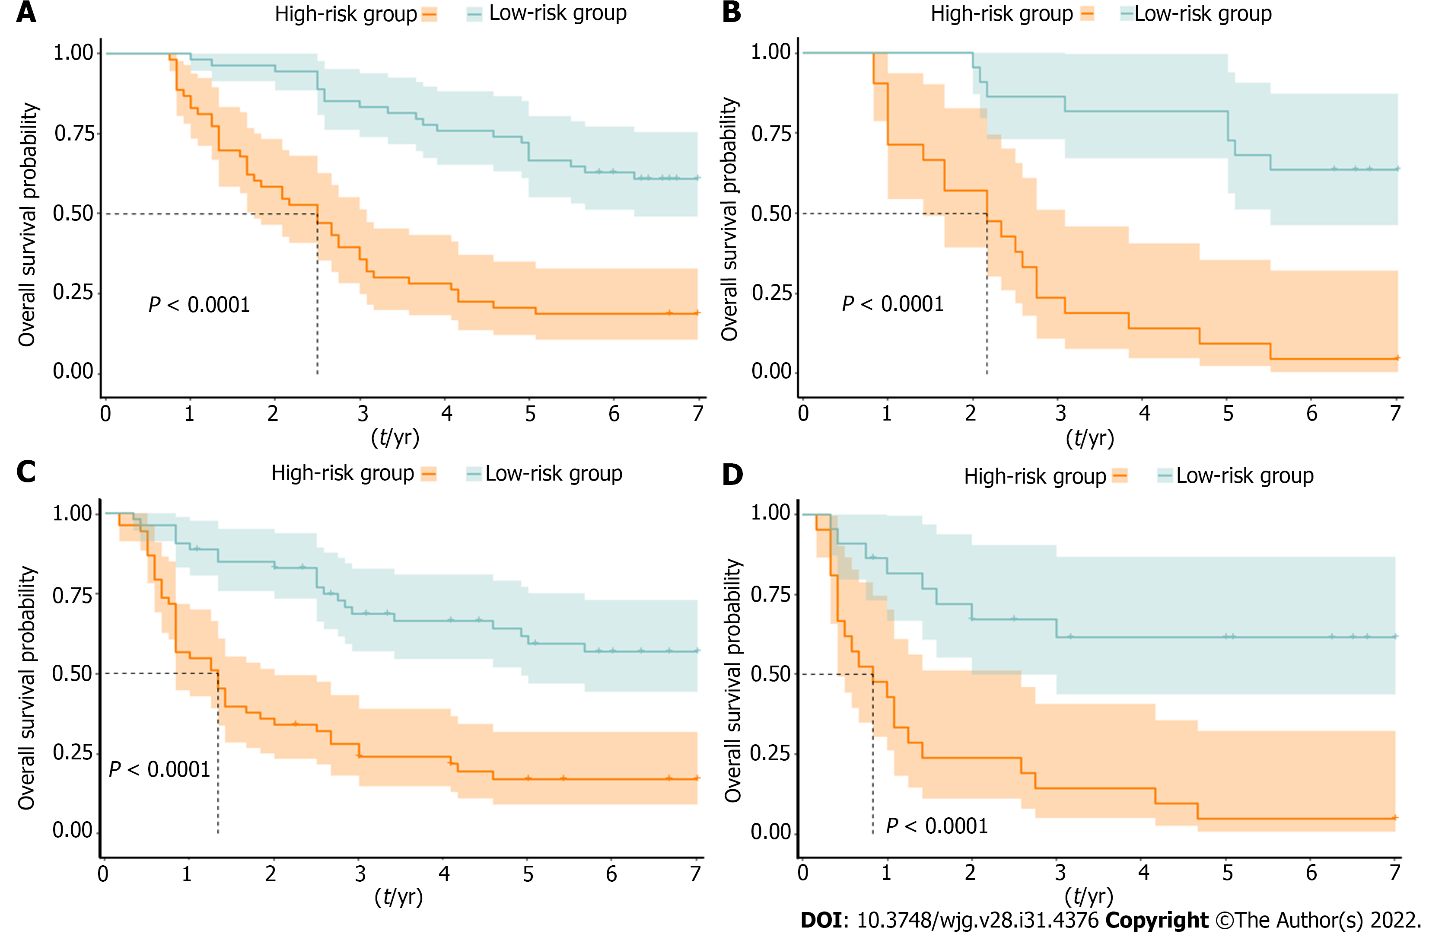 A
High-risk group
Low-risk group
Overall survival probability
1.00
0.75
0.50
0.25
0.00
P < 0.0001
0 1 2 3 4 5 6 7
(t/yr)
B
High-risk group
Low-risk group
Overall survival probability
1.00
0.75
0.50
0.25
0.00
P < 0.0001
0 1 2 3 4 5 6 7
(t/yr)
C
High-risk group
Low-risk group
Overall survival probability
1.00
0.75
0.50
0.25
0.00
P < 0.0001
0 1 2 3 4 5 6 7
(t/yr)
D
High-risk group
Low-risk group
Overall survival probability
1.00
0.75
0.50
0.25
0.00
P < 0.0001
0 1 2 3 4 5 6 7
(t/yr)
DOI: 10.3748/wjg.v28.i31.4376 Copyright ©The Author(s) 2022.